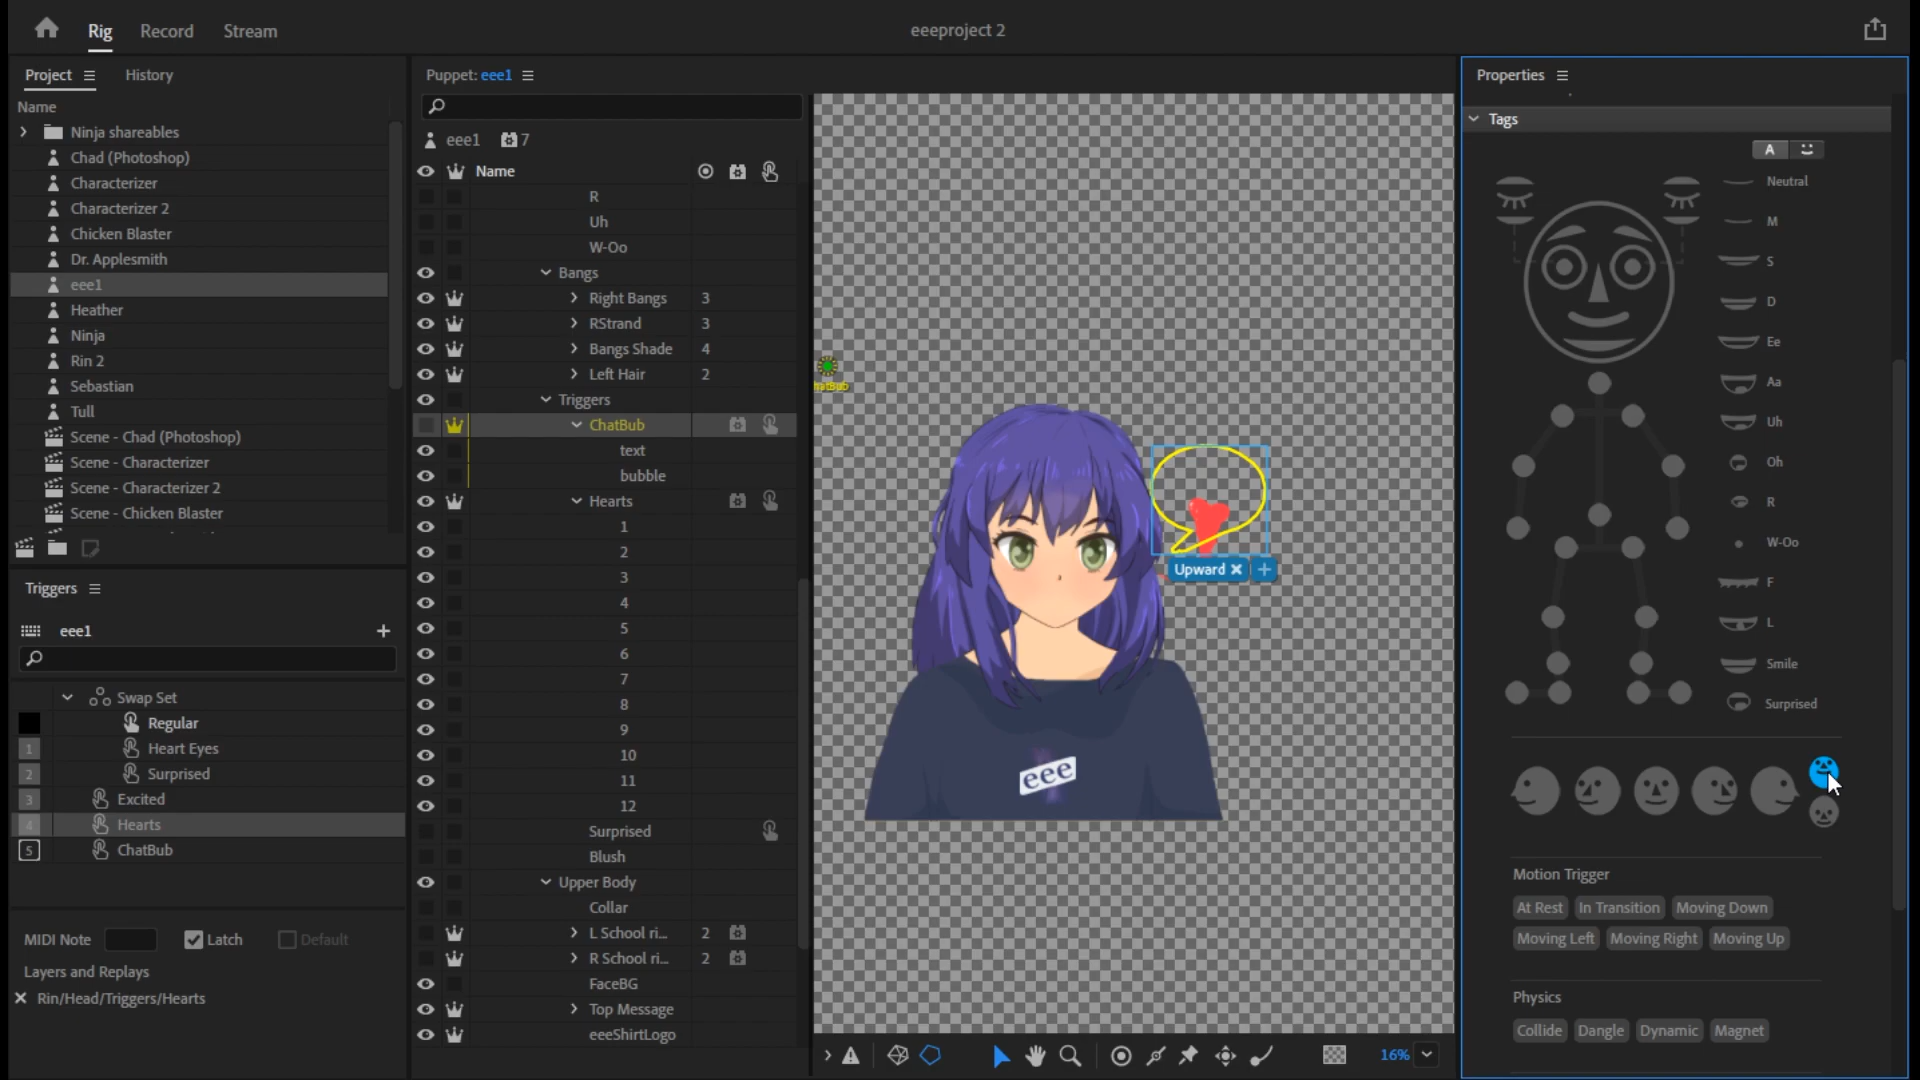 Rig
Record
Stream
eeeproject 2
Project
History
Name
Ninja shareables
Chad (Photoshop)
Characterizer
Characterizer 2
Chicken Blaster
Dr. Applesmith
eee1
Heather
Ninja
Rin 2
Sebastian
Tull
Scene - Chad (Photoshop)
Scene - Characterizer
Scene - Characterizer 2
Scene - Chicken Blaster
Triggers
eee1
Swap Set
Regular
1 Heart Eyes
2 Surprised
3 Excited
4 Hearts
5 ChatBub
MIDI Note
Latch
Default
Layers and Replays
Rin/Head/Triggers/Hearts
Puppet: eee1
eee1 7
Name
R
Uh
W-Oo
Bangs
Right Bangs 3
RStrand 3
Bangs Shade 4
Left Hair 2
Triggers
ChatBub
text
bubble
Hearts
1
2
3
4
5
6
7
8
9
10
11
12
Surprised
Blush
Upper Body
Collar
L School ri... 2
R School ri... 2
FaceBG
Top Message
eeeShirtLogo
Upward
eee
16%
Properties
Tags
A
Neutral
M
S
D
Ee
Aa
Uh
Oh
R
W-Oo
F
L
Smile
Surprised
Motion Trigger
At Rest In Transition Moving Down
Moving Left Moving Right Moving Up
Physics
Collide Dangle Dynamic Magnet